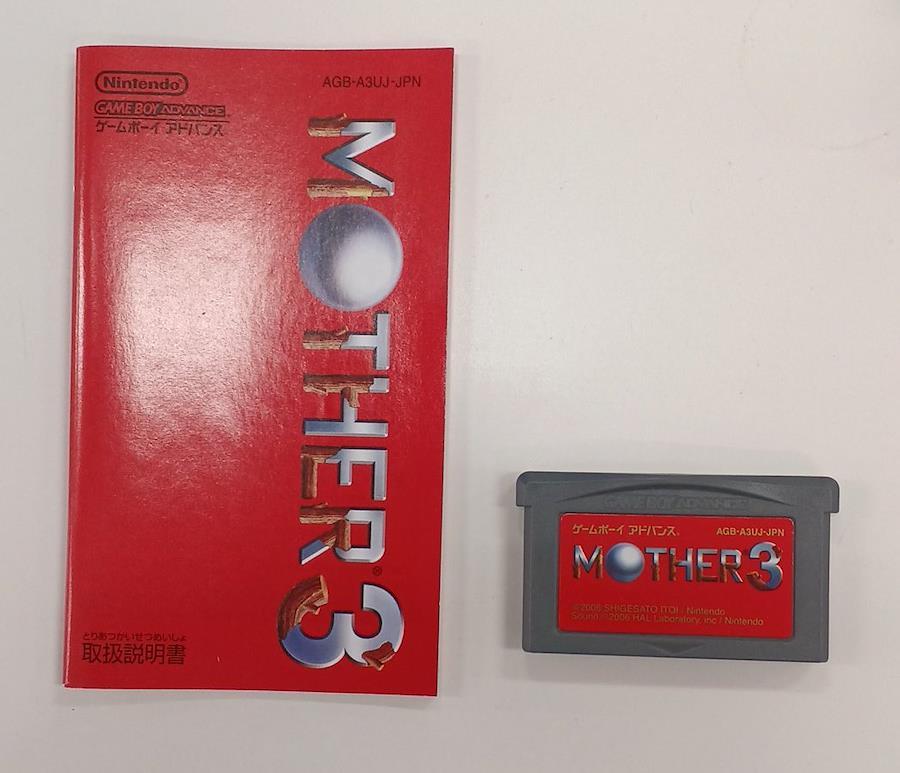 Nintendo
AGB-A3UJ-JPN
GAME BOY ADVANCE
ゲームボーイ アドバンス
MOTHER3®
とりあつかいせつめいしょ
取扱説明書
GAME BOY ADVANCE
ゲームボーイ アドバンス
AGB-A3UJ-JPN
MOTHER3
©2006 SHIGESATO ITOI / Nintendo
Sound ©2006 HAL Laboratory, inc / Nintendo